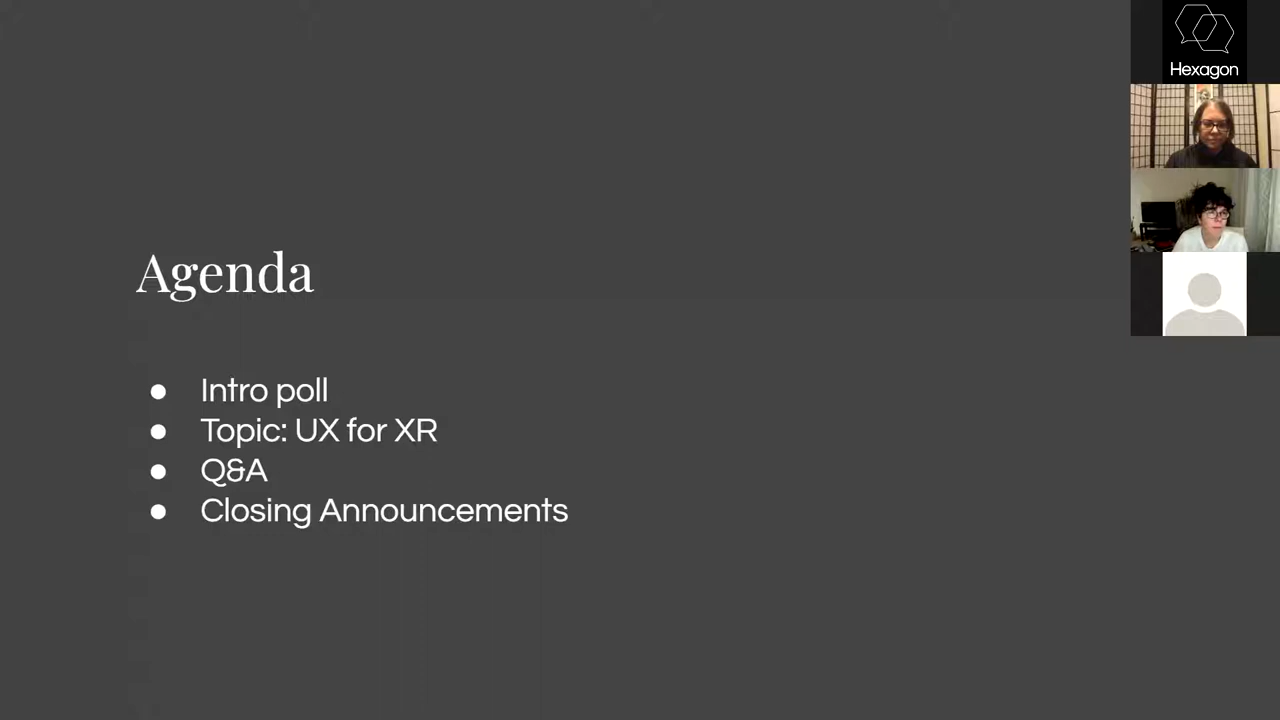 Hexagon
Agenda
● Intro poll
● Topic: UX for XR
● Q&A
● Closing Announcements